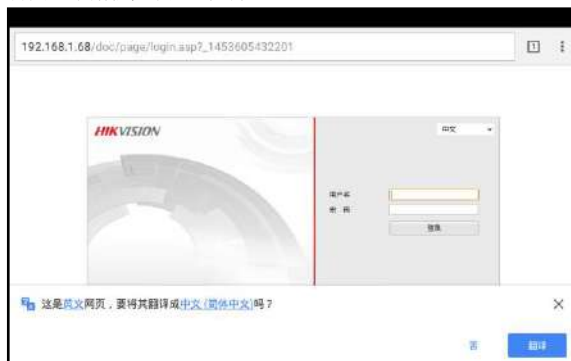 192.168.1.68/doc/page/login.asp?_1453605432201
1
HIKVISION
中文
用户名
密 码
登录
这是英文网页，要将其翻译成中文 (简体中文)吗？
否
翻译